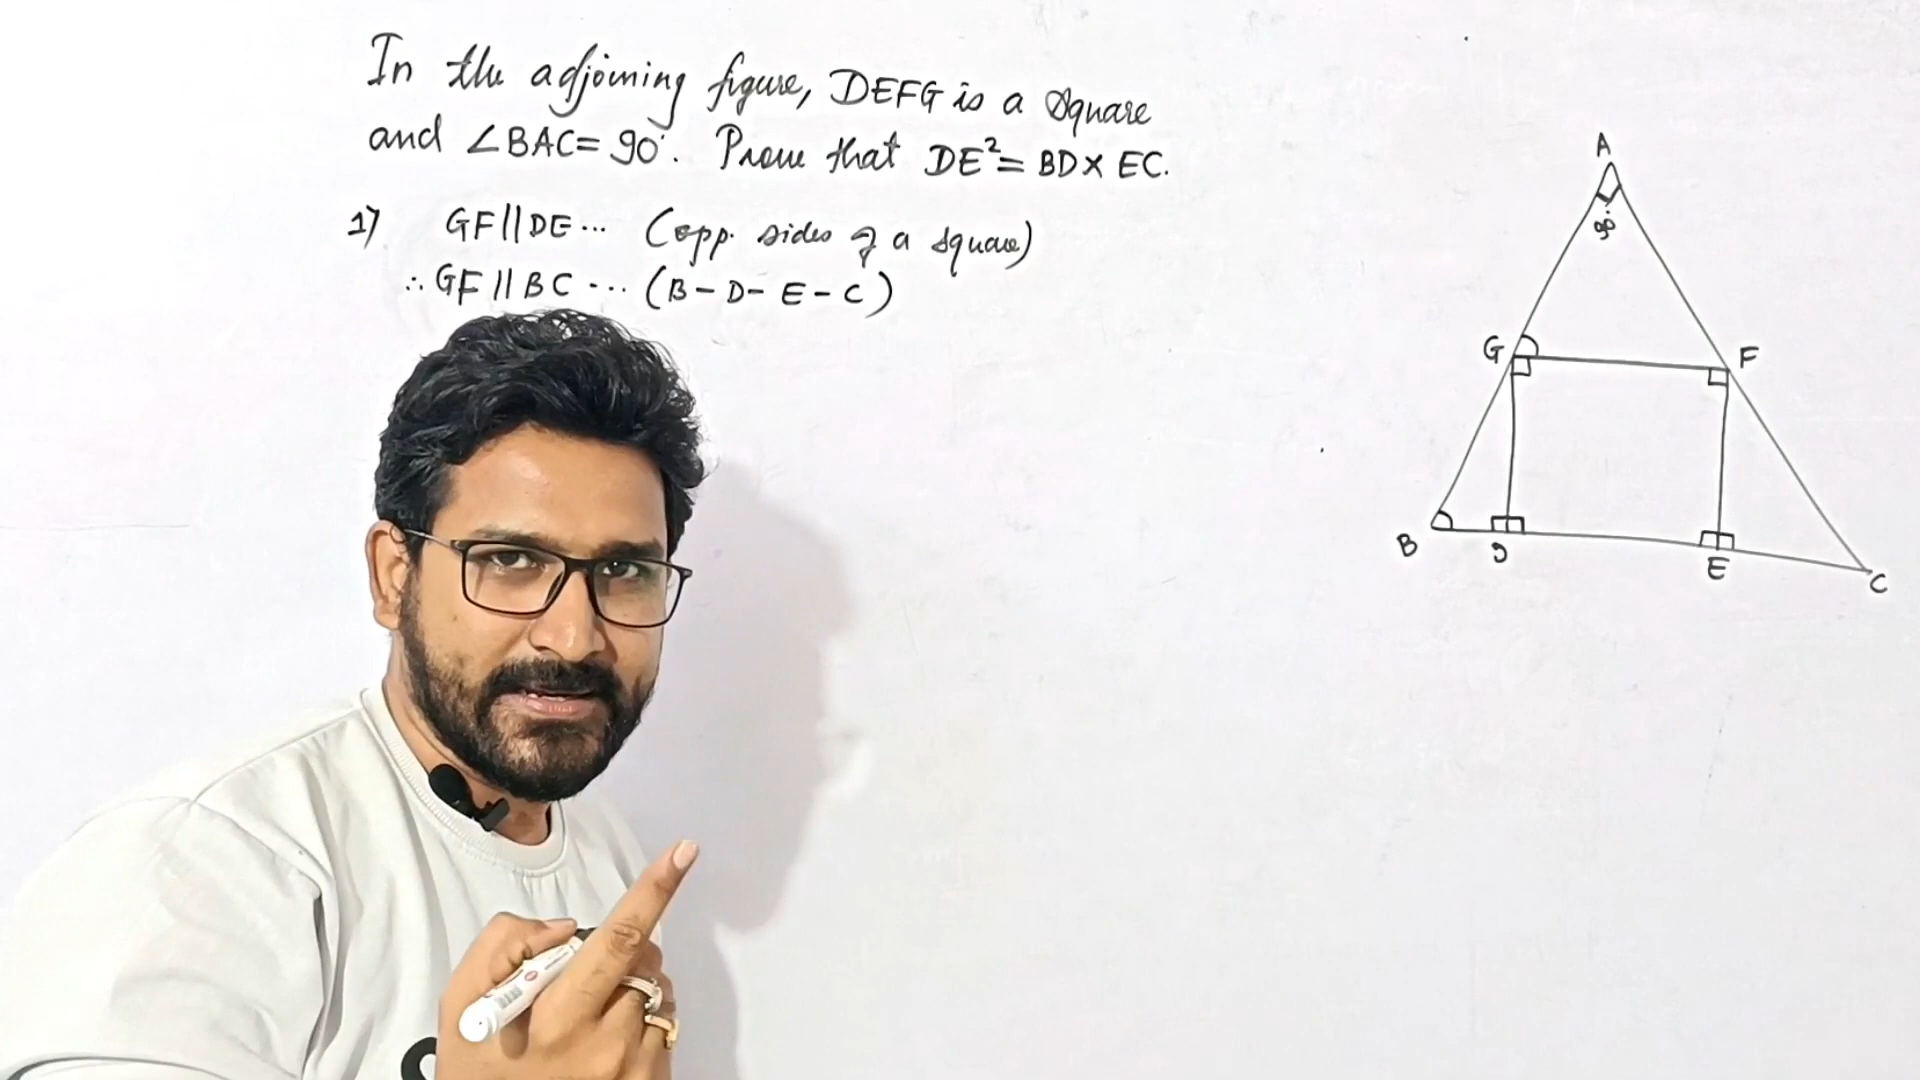 In the adjoining figure, DEFG is a square
and ∠BAC = 90°. Prove that DE² = BD × EC.
1) GF || DE ... (opp. sides of a square)
∴ GF || BC ... (B - D - E - C)
A
90°
G
F
B
D
E
C